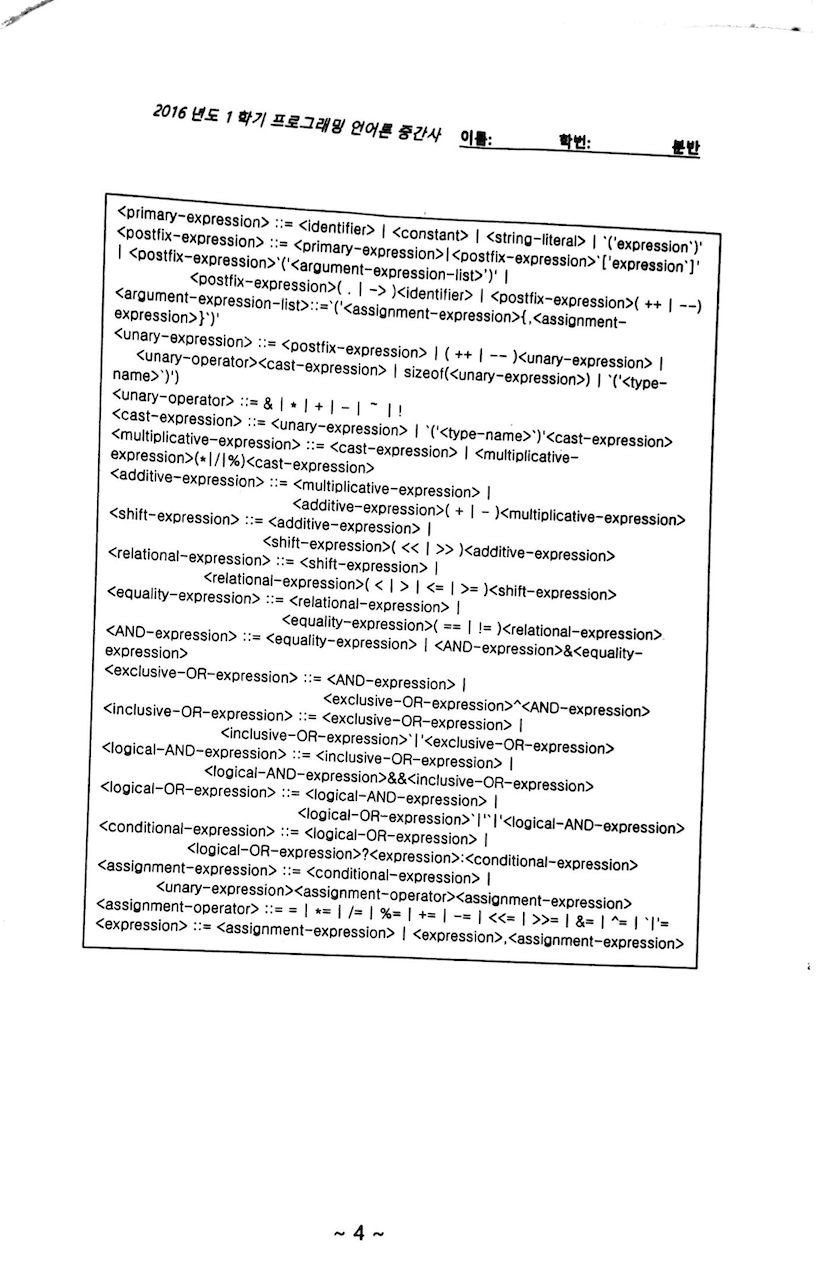 2016 년도 1 학기 프로그래밍 언어론 중간사 이름: 학번: 분반
<primary-expression> ::= <identifier> | <constant> | <string-literal> | `('expression`)'
<postfix-expression> ::= <primary-expression>|<postfix-expression>`['expression`]'
| <postfix-expression>`('<argument-expression-list>`)' |
<postfix-expression>( . | -> )<identifier> | <postfix-expression>( ++ | --)
<argument-expression-list>::=`('<assignment-expression>{,<assignment-
expression>}`)'
<unary-expression> ::= <postfix-expression> | ( ++ | -- )<unary-expression> |
<unary-operator><cast-expression> | sizeof(<unary-expression>) | `('<type-
name>`)')
<unary-operator> ::= & | * | + | - | ~ | !
<cast-expression> ::= <unary-expression> | `('<type-name>`)'<cast-expression>
<multiplicative-expression> ::= <cast-expression> | <multiplicative-
expression>(*|/|%)<cast-expression>
<additive-expression> ::= <multiplicative-expression> |
<additive-expression>( + | - )<multiplicative-expression>
<shift-expression> ::= <additive-expression> |
<shift-expression>( << | >> )<additive-expression>
<relational-expression> ::= <shift-expression> |
<relational-expression>( < | > | <= | >= )<shift-expression>
<equality-expression> ::= <relational-expression> |
<equality-expression>( == | != )<relational-expression>
<AND-expression> ::= <equality-expression> | <AND-expression>&<equality-
expression>
<exclusive-OR-expression> ::= <AND-expression> |
<exclusive-OR-expression>^<AND-expression>
<inclusive-OR-expression> ::= <exclusive-OR-expression> |
<inclusive-OR-expression>`|'<exclusive-OR-expression>
<logical-AND-expression> ::= <inclusive-OR-expression> |
<logical-AND-expression>&&<inclusive-OR-expression>
<logical-OR-expression> ::= <logical-AND-expression> |
<logical-OR-expression>`|'`|'<logical-AND-expression>
<conditional-expression> ::= <logical-OR-expression> |
<logical-OR-expression>?<expression>:<conditional-expression>
<assignment-expression> ::= <conditional-expression> |
<unary-expression><assignment-operator><assignment-expression>
<assignment-operator> ::= = | *= | /= | %= | += | -= | <<= | >>= | &= | ^= | `|'=
<expression> ::= <assignment-expression> | <expression>,<assignment-expression>
~ 4 ~